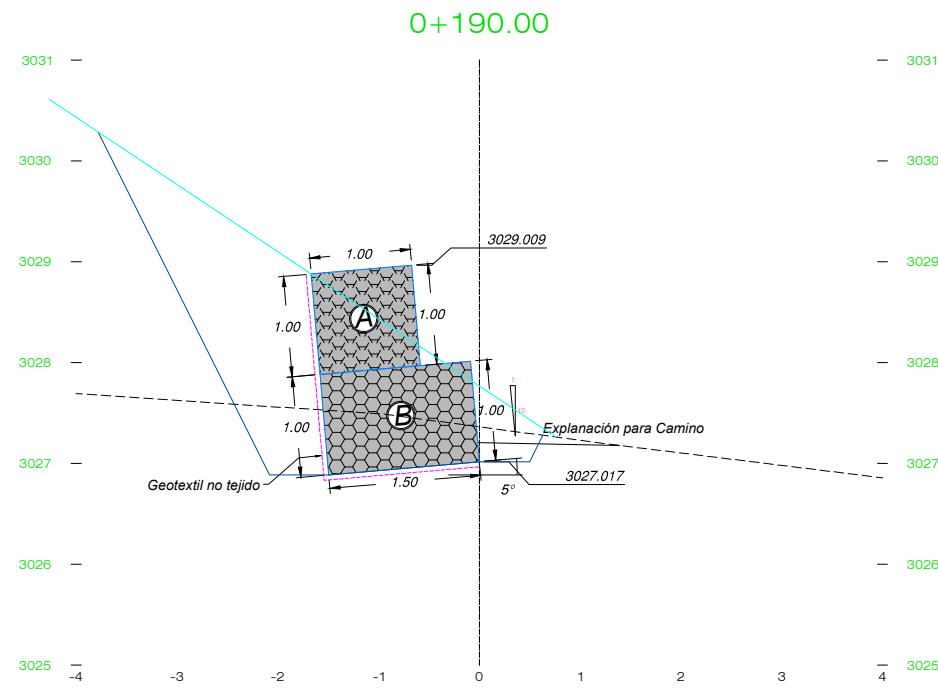 0+190.00
3031 3031
3030 3030
3029.009
1.00
3029 3029
1.00 A 1.00
3028 3028
1
10
1.00 B 1.00
Explanación para Camino
3027 3027
3027.017
Geotextil no tejido 1.50 5°
3026 3026
3025 3025
-4 -3 -2 -1 0 1 2 3 4